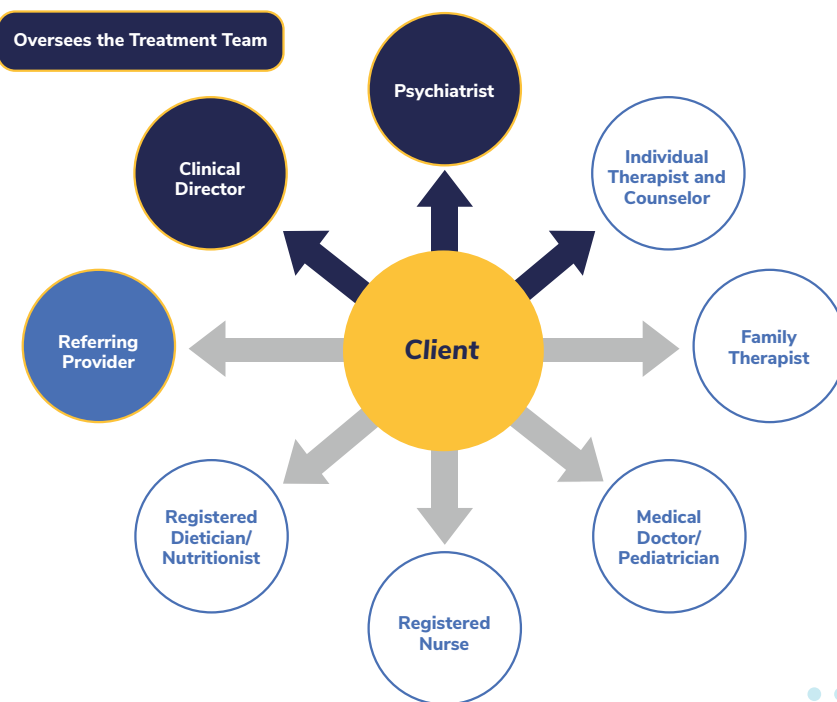 Oversees the Treatment Team
Psychiatrist
Clinical
Director
Individual
Therapist and
Counselor
Referring
Provider
Client
Family
Therapist
Registered
Dietician/
Nutritionist
Medical
Doctor/
Pediatrician
Registered
Nurse